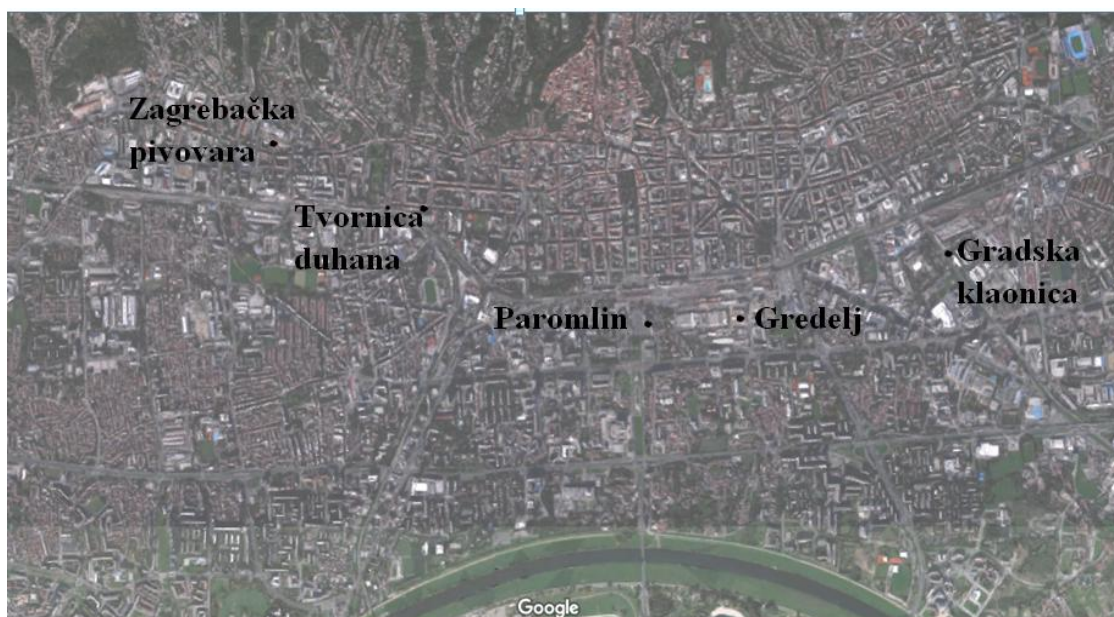 Zagrebačka
pivovara
Tvornica
duhana
Paromlin
Gredelj
Gradska
klaonica
Google